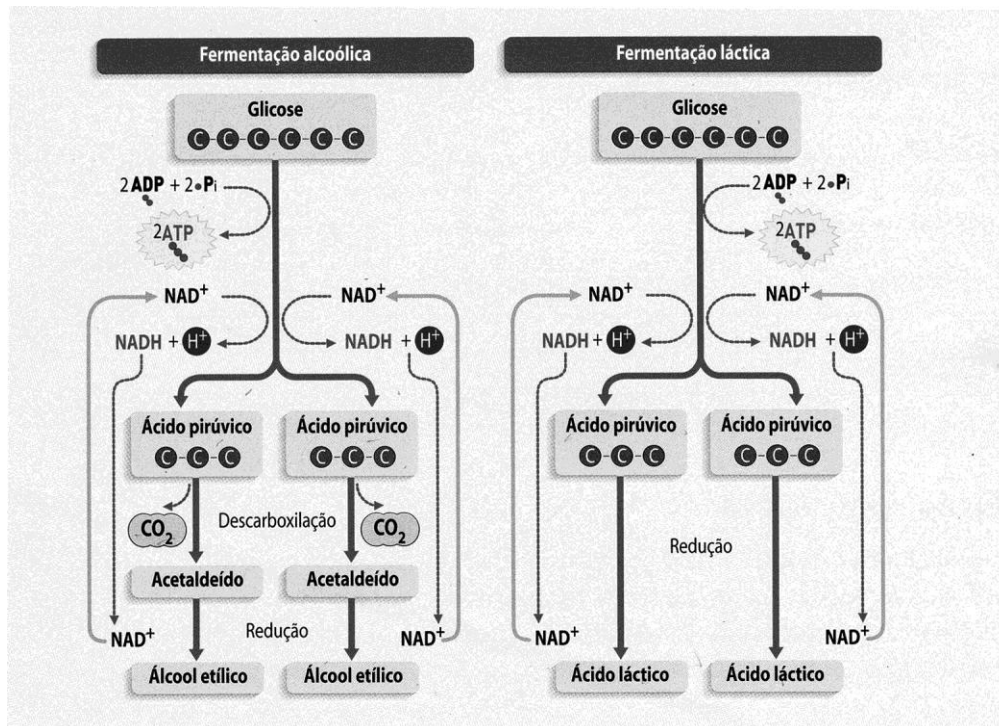 Fermentação alcoólica
Glicose
C-C-C-C-C-C
2 ADP + 2 Pi
2ATP
NAD+
NAD+
NADH + H+
NADH + H+
Ácido pirúvico
Ácido pirúvico
C-C-C
C-C-C
CO2
Descarboxilação
CO2
Acetaldeído
Acetaldeído
Redução
NAD+
NAD+
Álcool etílico
Álcool etílico
Fermentação láctica
Glicose
C-C-C-C-C-C
2 ADP + 2 Pi
2ATP
NAD+
NAD+
NADH + H+
NADH + H+
Ácido pirúvico
Ácido pirúvico
C-C-C
C-C-C
Redução
NAD+
NAD+
Ácido láctico
Ácido láctico